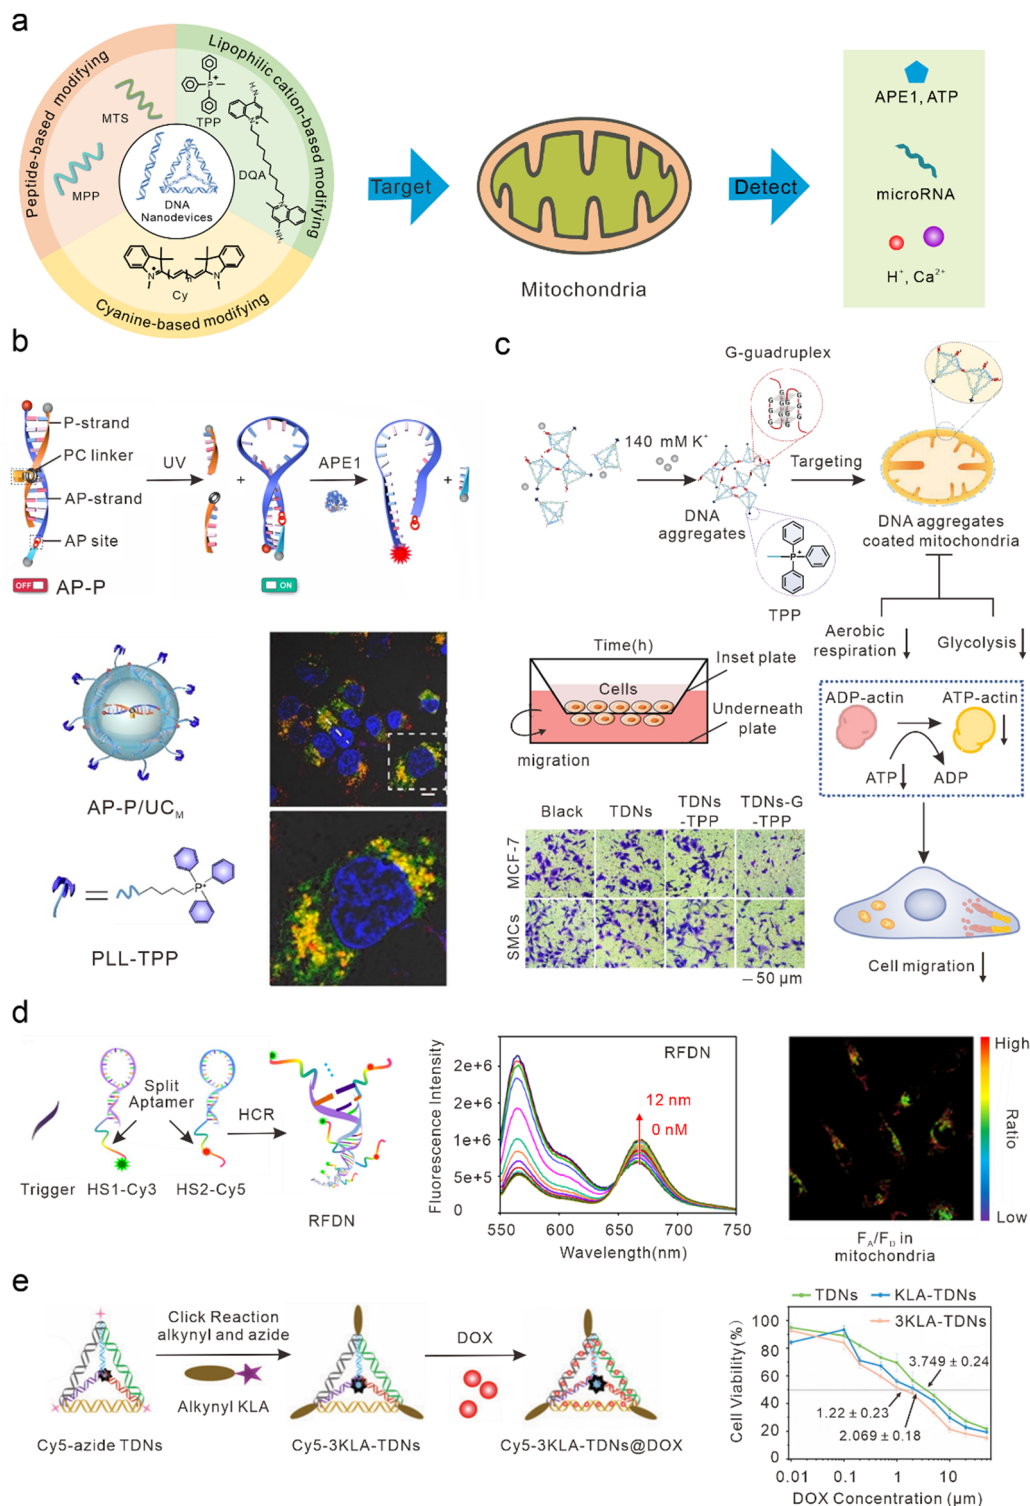 a
Peptide-based modifying
Lipophilic cation-based modifying
Cyanine-based modifying
MTS
MPP
TPP
DQA
DNA
Nanodevices
Cy
Target
Mitochondria
Detect
APE1, ATP
microRNA
H⁺, Ca²⁺
b
P-strand
PC linker
AP-strand
AP site
OFF
AP-P
UV
+
ON
APE1
+
AP-P/UC_M
PLL-TPP
c
G-guadruplex
140 mM K⁺
Targeting
DNA
aggregates
TPP
DNA aggregates
coated mitochondria
Aerobic
respiration
Glycolysis
ADP-actin
ATP-actin
ATP
ADP
Cell migration
Time(h)
Cells
Inset plate
Underneath
plate
migration
Black
TDNs
TDNs
-TPP
TDNs-G
-TPP
MCF-7
SMCs
50 μm
d
Trigger
HS1-Cy3
HS2-Cy5
Split
Aptamer
HCR
RFDN
Fluorescence Intensity
2e+6
2e+6
1e+6
5e+5
0
550
600
650
700
750
Wavelength(nm)
RFDN
12 nm
0 nM
High
Ratio
Low
F_A/F_D in
mitochondria
e
Cy5-azide TDNs
Click Reaction
alkynyl and azide
Alkynyl KLA
Cy5-3KLA-TDNs
DOX
Cy5-3KLA-TDNs@DOX
TDNs
KLA-TDNs
3KLA-TDNs
Cell Viability(%)
100
80
60
40
20
0
3.749 ± 0.24
1.22 ± 0.23
2.069 ± 0.18
0.01
0.1
1
10
DOX Concentration (μm)